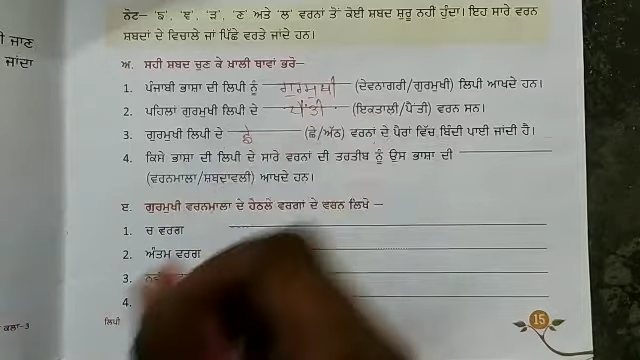 ਨੋਟ– 'ਙ', 'ਞ', 'ੜ', 'ਣ' ਅਤੇ 'ਲ਼' ਵਰਨਾਂ ਤੋਂ ਕੋਈ ਸ਼ਬਦ ਸ਼ੁਰੂ ਨਹੀਂ ਹੁੰਦਾ। ਇਹ ਸਾਰੇ ਵਰਨ
ਸ਼ਬਦਾਂ ਦੇ ਵਿਚਾਲੇ ਜਾਂ ਪਿੱਛੇ ਵਰਤੇ ਜਾਂਦੇ ਹਨ।
ਜਾਣ
ਜਾਂਦਾ
ਅ. ਸਹੀ ਸ਼ਬਦ ਚੁਣ ਕੇ ਖ਼ਾਲੀ ਥਾਵਾਂ ਭਰੋ–
1. ਪੰਜਾਬੀ ਭਾਸ਼ਾ ਦੀ ਲਿਪੀ ਨੂੰ ਗੁਰਮੁਖੀ (ਦੇਵਨਾਗਰੀ/ਗੁਰਮੁਖੀ) ਲਿਪੀ ਆਖਦੇ ਹਨ।
2. ਪਹਿਲਾਂ ਗੁਰਮੁਖੀ ਲਿਪੀ ਦੇ ਪੈਂਤੀ (ਇਕਤਾਲੀ/ਪੈਂਤੀ) ਵਰਨ ਸਨ।
3. ਗੁਰਮੁਖੀ ਲਿਪੀ ਦੇ ਛੇ (ਛੇ/ਅੱਠ) ਵਰਨਾਂ ਦੇ ਪੈਰਾਂ ਵਿੱਚ ਬਿੰਦੀ ਪਾਈ ਜਾਂਦੀ ਹੈ।
4. ਕਿਸੇ ਭਾਸ਼ਾ ਦੀ ਲਿਪੀ ਦੇ ਸਾਰੇ ਵਰਨਾਂ ਦੀ ਤਰਤੀਬ ਨੂੰ ਉਸ ਭਾਸ਼ਾ ਦੀ
(ਵਰਨਮਾਲਾ/ਸ਼ਬਦਾਵਲੀ) ਆਖਦੇ ਹਨ।
ੲ. ਗੁਰਮੁਖੀ ਵਰਨਮਾਲਾ ਦੇ ਹੇਠਲੇ ਵਰਗਾਂ ਦੇ ਵਰਨ ਲਿਖੋ –
1. ਚ ਵਰਗ
2. ਅੰਤਮ ਵਰਗ
3.
4.
ਲਿਪੀ
15
ਕਲਾ-3